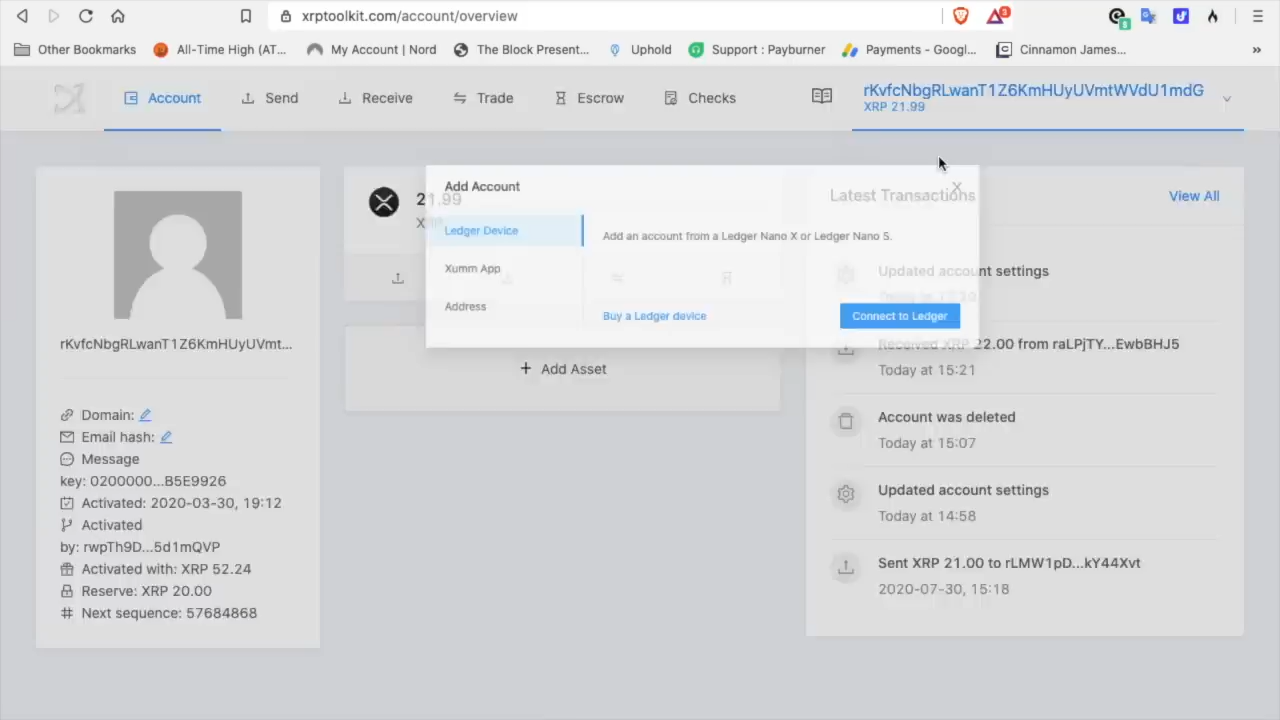 xrptoolkit.com/account/overview
3
Other Bookmarks
All-Time High (AT...
My Account | Nord
The Block Present...
Uphold
Support : Payburner
Payments - Googl...
Cinnamon James...
»
Account
Send
Receive
Trade
Escrow
Checks
rKvfcNbgRLwanT1Z6KmHUyUVmtWVdU1mdG
XRP 21.99
Add Account
Ledger Device
Xumm App
Address
Add an account from a Ledger Nano X or Ledger Nano S.
Buy a Ledger device
Connect to Ledger
21.99
rKvfcNbgRLwanT1Z6KmHUyUVmt...
Domain:
Email hash:
Message
key: 0200000...B5E9926
Activated: 2020-03-30, 19:12
Activated
by: rwpTh9D...5d1mQVP
Activated with: XRP 52.24
Reserve: XRP 20.00
Next sequence: 57684868
+ Add Asset
Latest Transactions
View All
Updated account settings
Received XRP 22.00 from raLPjTY...EwbBHJ5
Today at 15:21
Account was deleted
Today at 15:07
Updated account settings
Today at 14:58
Sent XRP 21.00 to rLMW1pD...kY44Xvt
2020-07-30, 15:18